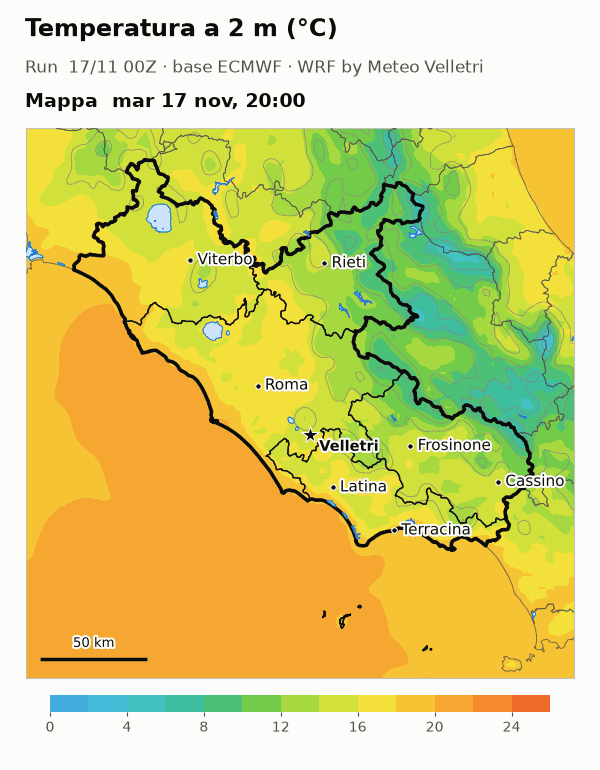 Temperatura a 2 m (°C)
Run 17/11 00Z · base ECMWF · WRF by Meteo Velletri
Mappa mar 17 nov, 20:00
Viterbo
Rieti
Roma
Velletri
Frosinone
Cassino
Latina
Terracina
50 km
0 4 8 12 16 20 24